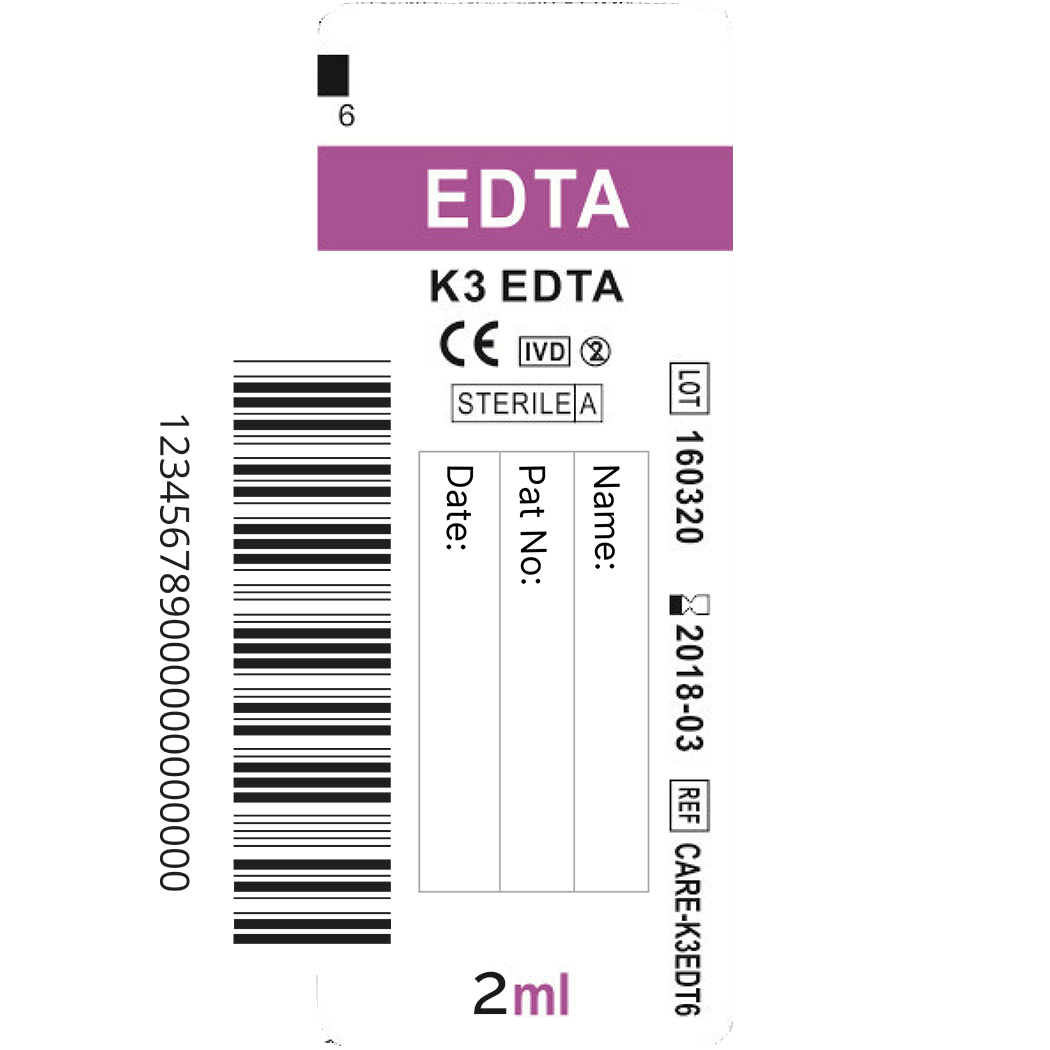 6
EDTA
K3 EDTA
CE IVD 2
STERILE A
Name:
Pat No:
Date:
LOT 160320
2018-03
REF CARE-K3EDT6
1234567890000000000000
2ml